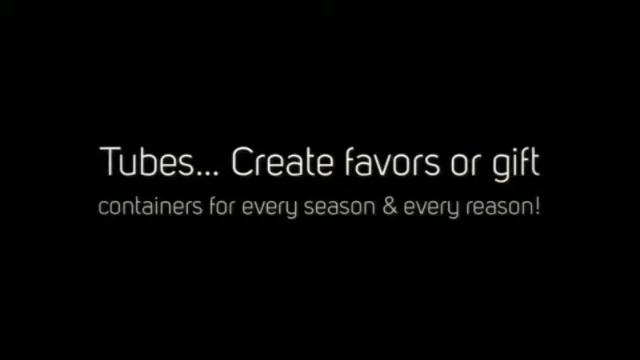 Tubes... Create favors or gift
containers for every season & every reason!